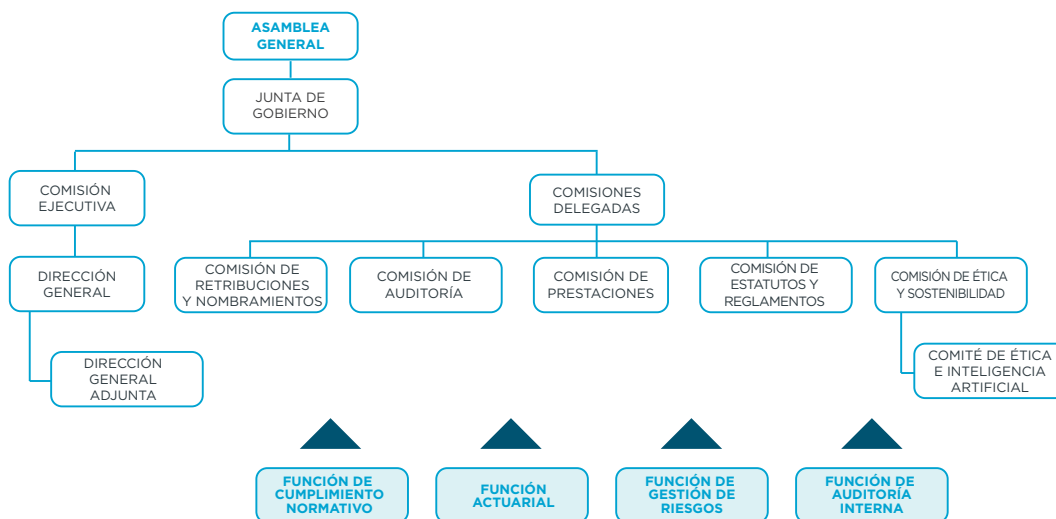 ASAMBLEA
GENERAL
JUNTA DE
GOBIERNO
COMISIÓN
EJECUTIVA
COMISIONES
DELEGADAS
DIRECCIÓN
GENERAL
COMISIÓN DE
RETRIBUCIONES
Y NOMBRAMIENTOS
COMISIÓN DE
AUDITORÍA
COMISIÓN DE
PRESTACIONES
COMISIÓN DE
ESTATUTOS Y
REGLAMENTOS
COMISIÓN DE ÉTICA
Y SOSTENIBILIDAD
DIRECCIÓN
GENERAL
ADJUNTA
COMITÉ DE ÉTICA
E INTELIGENCIA
ARTIFICIAL
FUNCIÓN DE
CUMPLIMIENTO
NORMATIVO
FUNCIÓN
ACTUARIAL
FUNCIÓN DE
GESTIÓN DE
RIESGOS
FUNCIÓN DE
AUDITORÍA
INTERNA